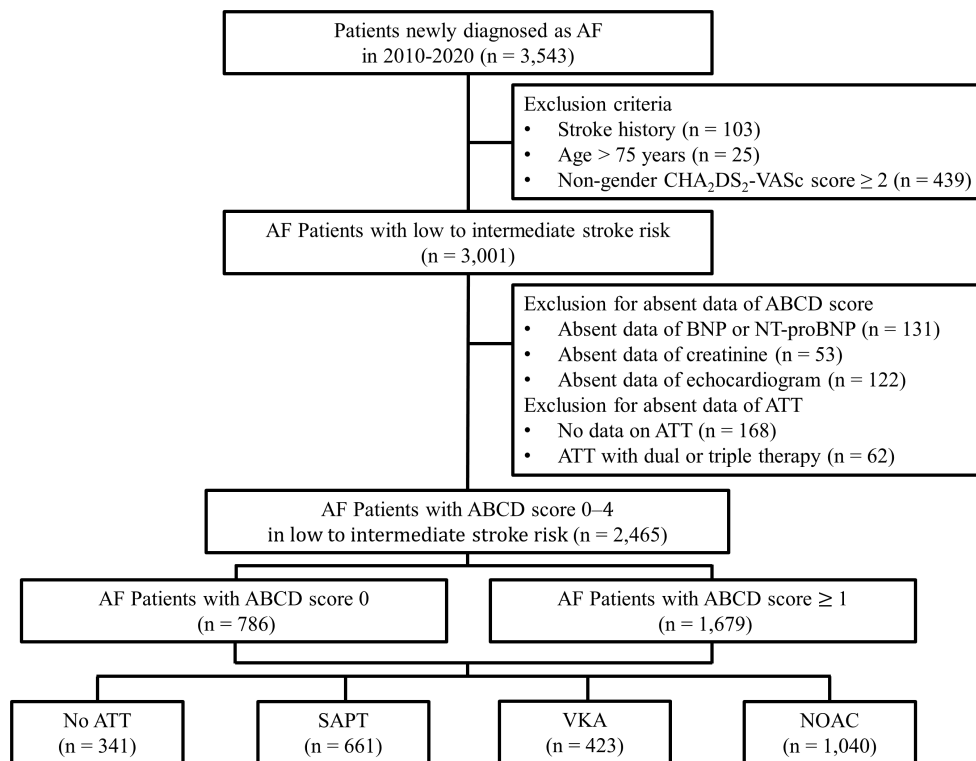 Patients newly diagnosed as AF
in 2010-2020 (n = 3,543)
Exclusion criteria
• Stroke history (n = 103)
• Age > 75 years (n = 25)
• Non-gender CHA₂DS₂-VASc score ≥ 2 (n = 439)
AF Patients with low to intermediate stroke risk
(n = 3,001)
Exclusion for absent data of ABCD score
• Absent data of BNP or NT-proBNP (n = 131)
• Absent data of creatinine (n = 53)
• Absent data of echocardiogram (n = 122)
Exclusion for absent data of ATT
• No data on ATT (n = 168)
• ATT with dual or triple therapy (n = 62)
AF Patients with ABCD score 0–4
in low to intermediate stroke risk (n = 2,465)
AF Patients with ABCD score 0
(n = 786)
AF Patients with ABCD score ≥ 1
(n = 1,679)
No ATT
(n = 341)
SAPT
(n = 661)
VKA
(n = 423)
NOAC
(n = 1,040)